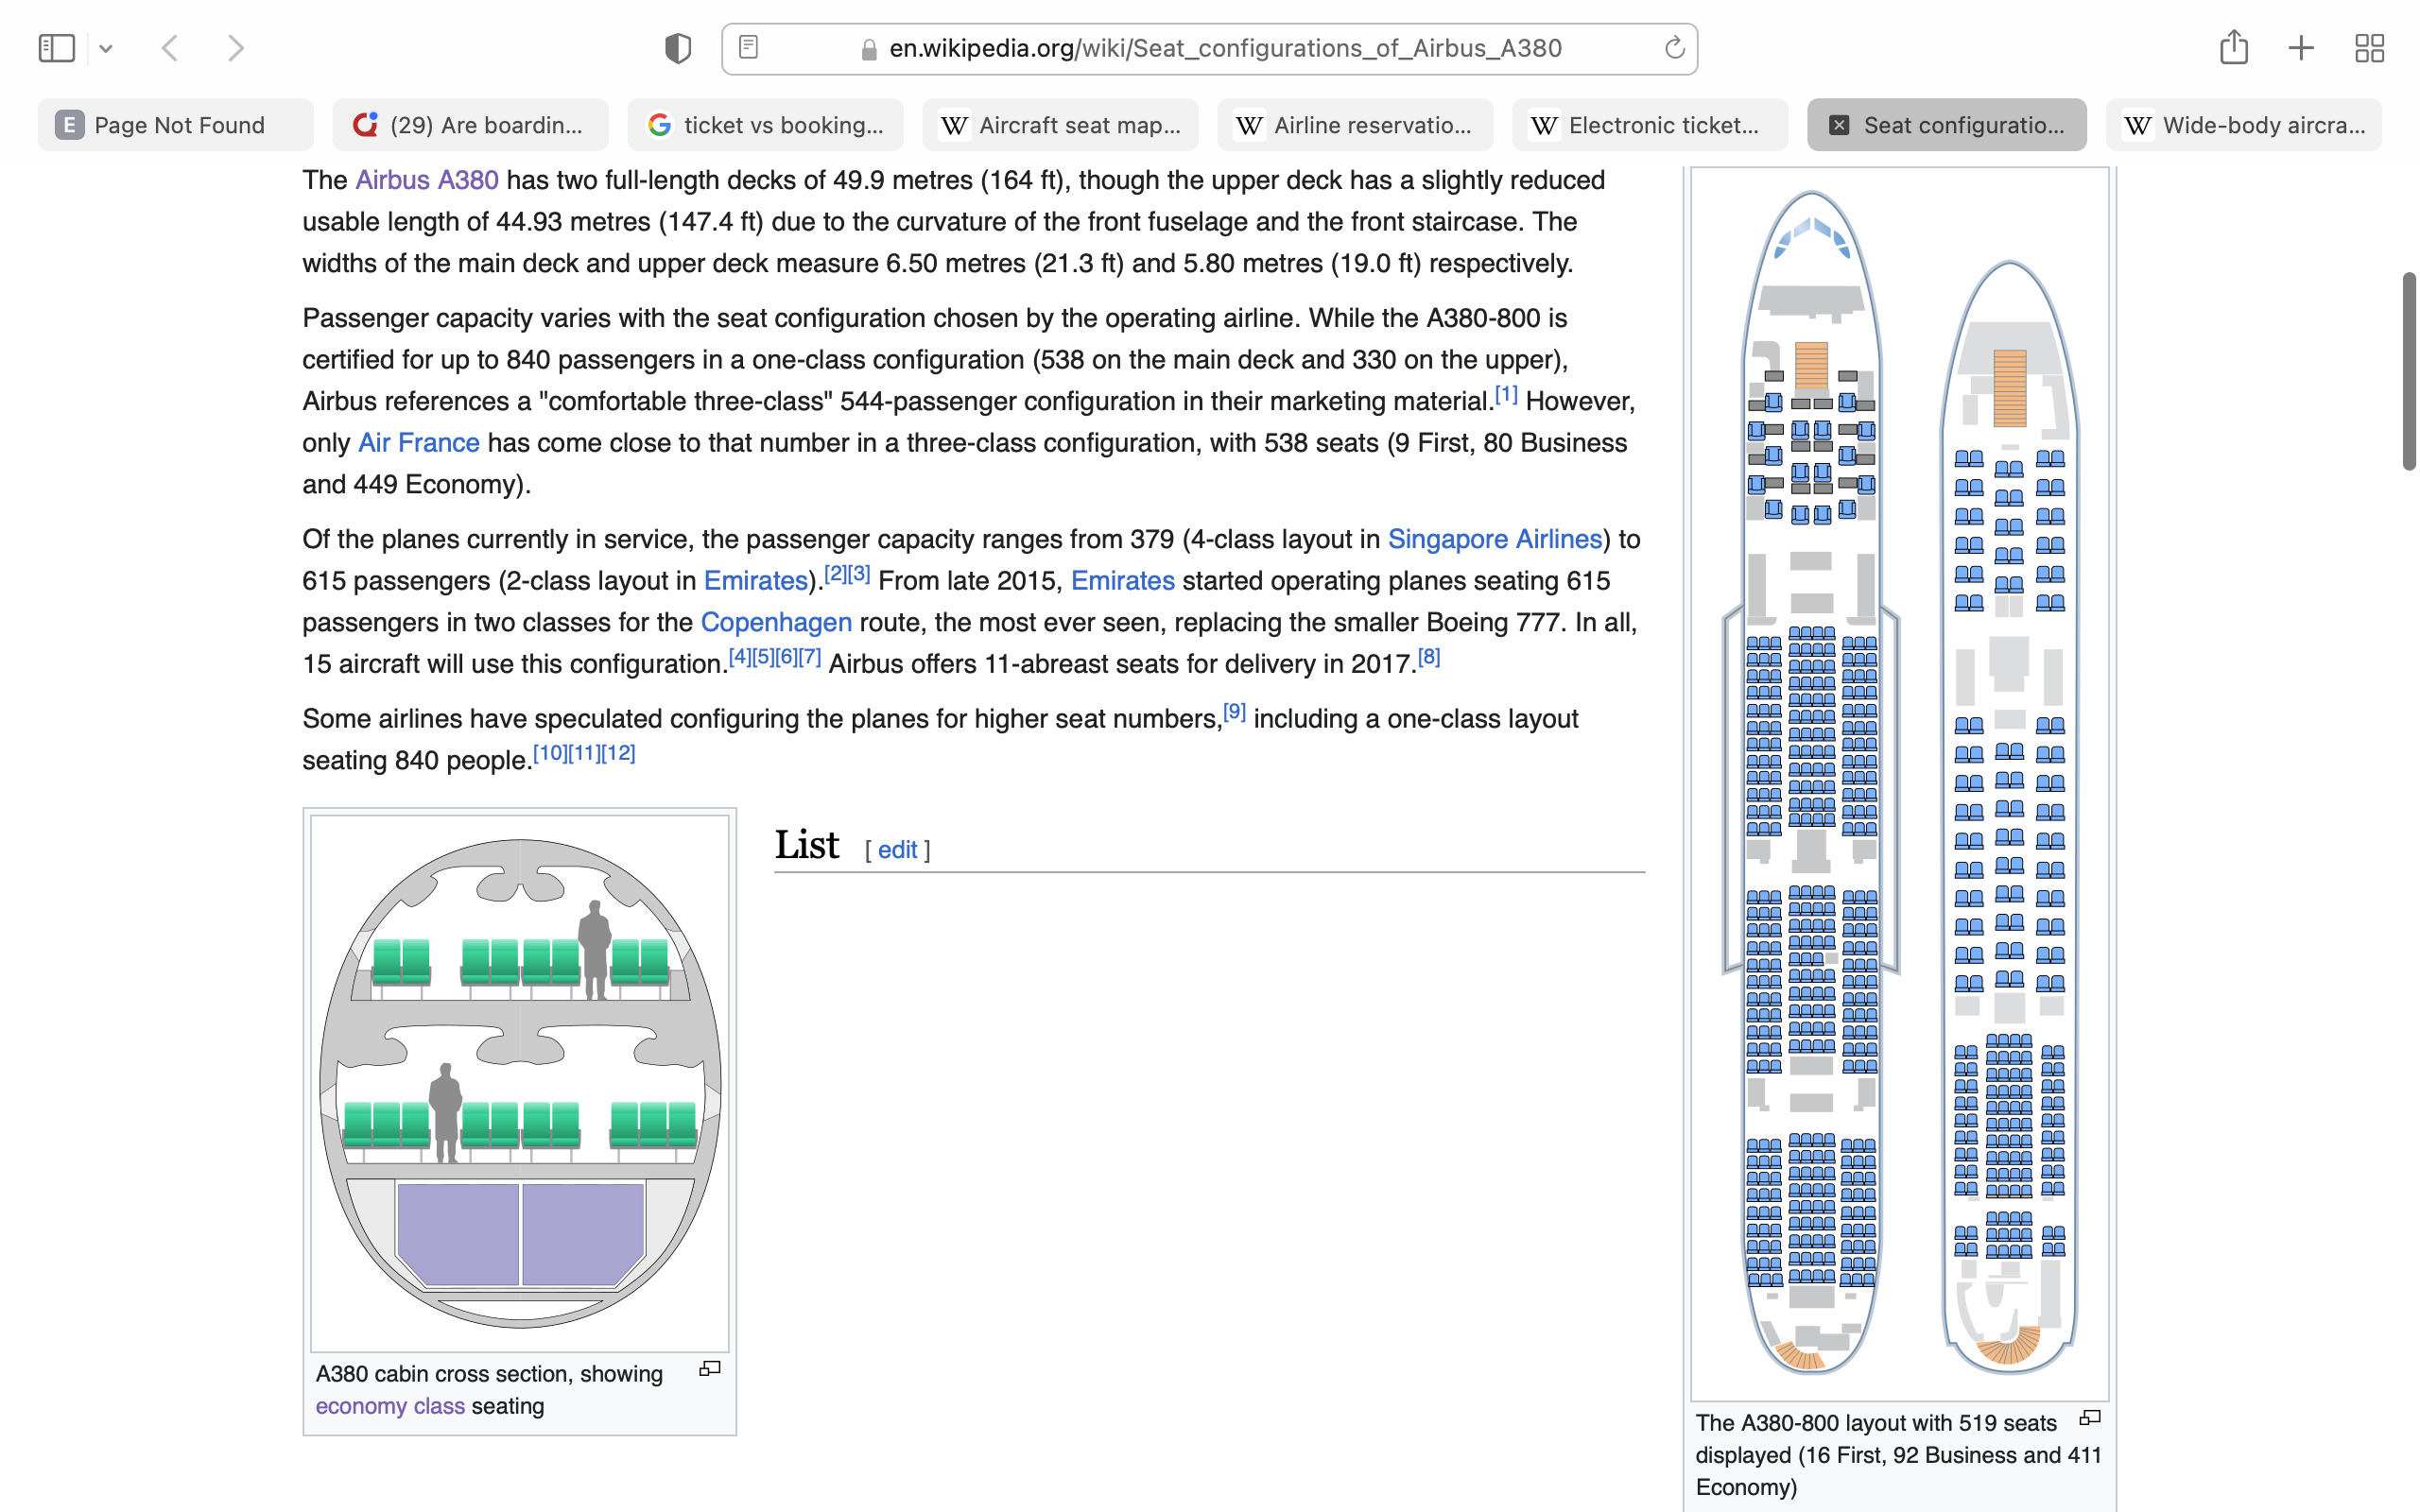 en.wikipedia.org/wiki/Seat_configurations_of_Airbus_A380
E Page Not Found
(29) Are boardin...
G ticket vs booking...
W Aircraft seat map...
W Airline reservatio...
W Electronic ticket...
Seat configuratio...
W Wide-body aircra...
The Airbus A380 has two full-length decks of 49.9 metres (164 ft), though the upper deck has a slightly reduced
usable length of 44.93 metres (147.4 ft) due to the curvature of the front fuselage and the front staircase. The
widths of the main deck and upper deck measure 6.50 metres (21.3 ft) and 5.80 metres (19.0 ft) respectively.
Passenger capacity varies with the seat configuration chosen by the operating airline. While the A380-800 is
certified for up to 840 passengers in a one-class configuration (538 on the main deck and 330 on the upper),
Airbus references a "comfortable three-class" 544-passenger configuration in their marketing material.[1] However,
only Air France has come close to that number in a three-class configuration, with 538 seats (9 First, 80 Business
and 449 Economy).
Of the planes currently in service, the passenger capacity ranges from 379 (4-class layout in Singapore Airlines) to
615 passengers (2-class layout in Emirates).[2][3] From late 2015, Emirates started operating planes seating 615
passengers in two classes for the Copenhagen route, the most ever seen, replacing the smaller Boeing 777. In all,
15 aircraft will use this configuration.[4][5][6][7] Airbus offers 11-abreast seats for delivery in 2017.[8]
Some airlines have speculated configuring the planes for higher seat numbers,[9] including a one-class layout
seating 840 people.[10][11][12]
List [ edit ]
A380 cabin cross section, showing
economy class seating
The A380-800 layout with 519 seats
displayed (16 First, 92 Business and 411
Economy)